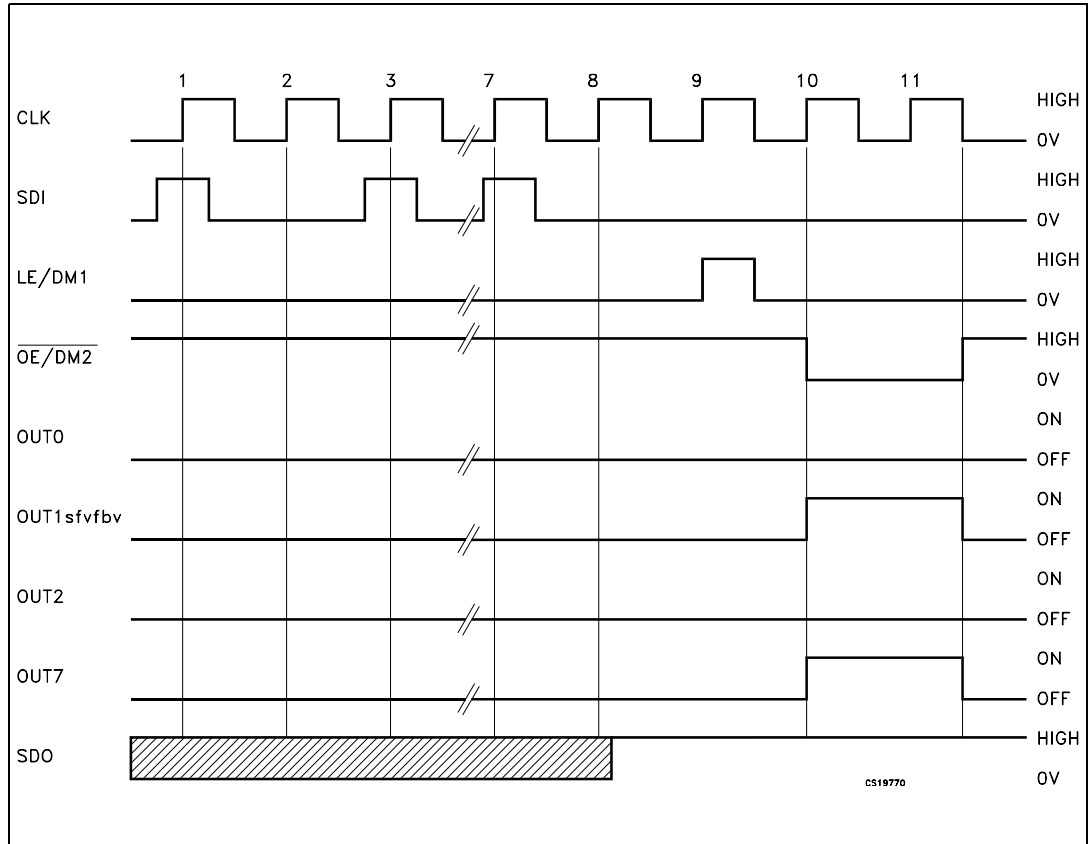 1 2 3 7 8 9 10 11
CLK
HIGH
0V
SDI
HIGH
0V
LE/DM1
HIGH
0V
OE/DM2
HIGH
0V
OUT0
ON
OFF
OUT1sfvfbv
ON
OFF
OUT2
ON
OFF
OUT7
ON
OFF
SDO
HIGH
0V
CS19770